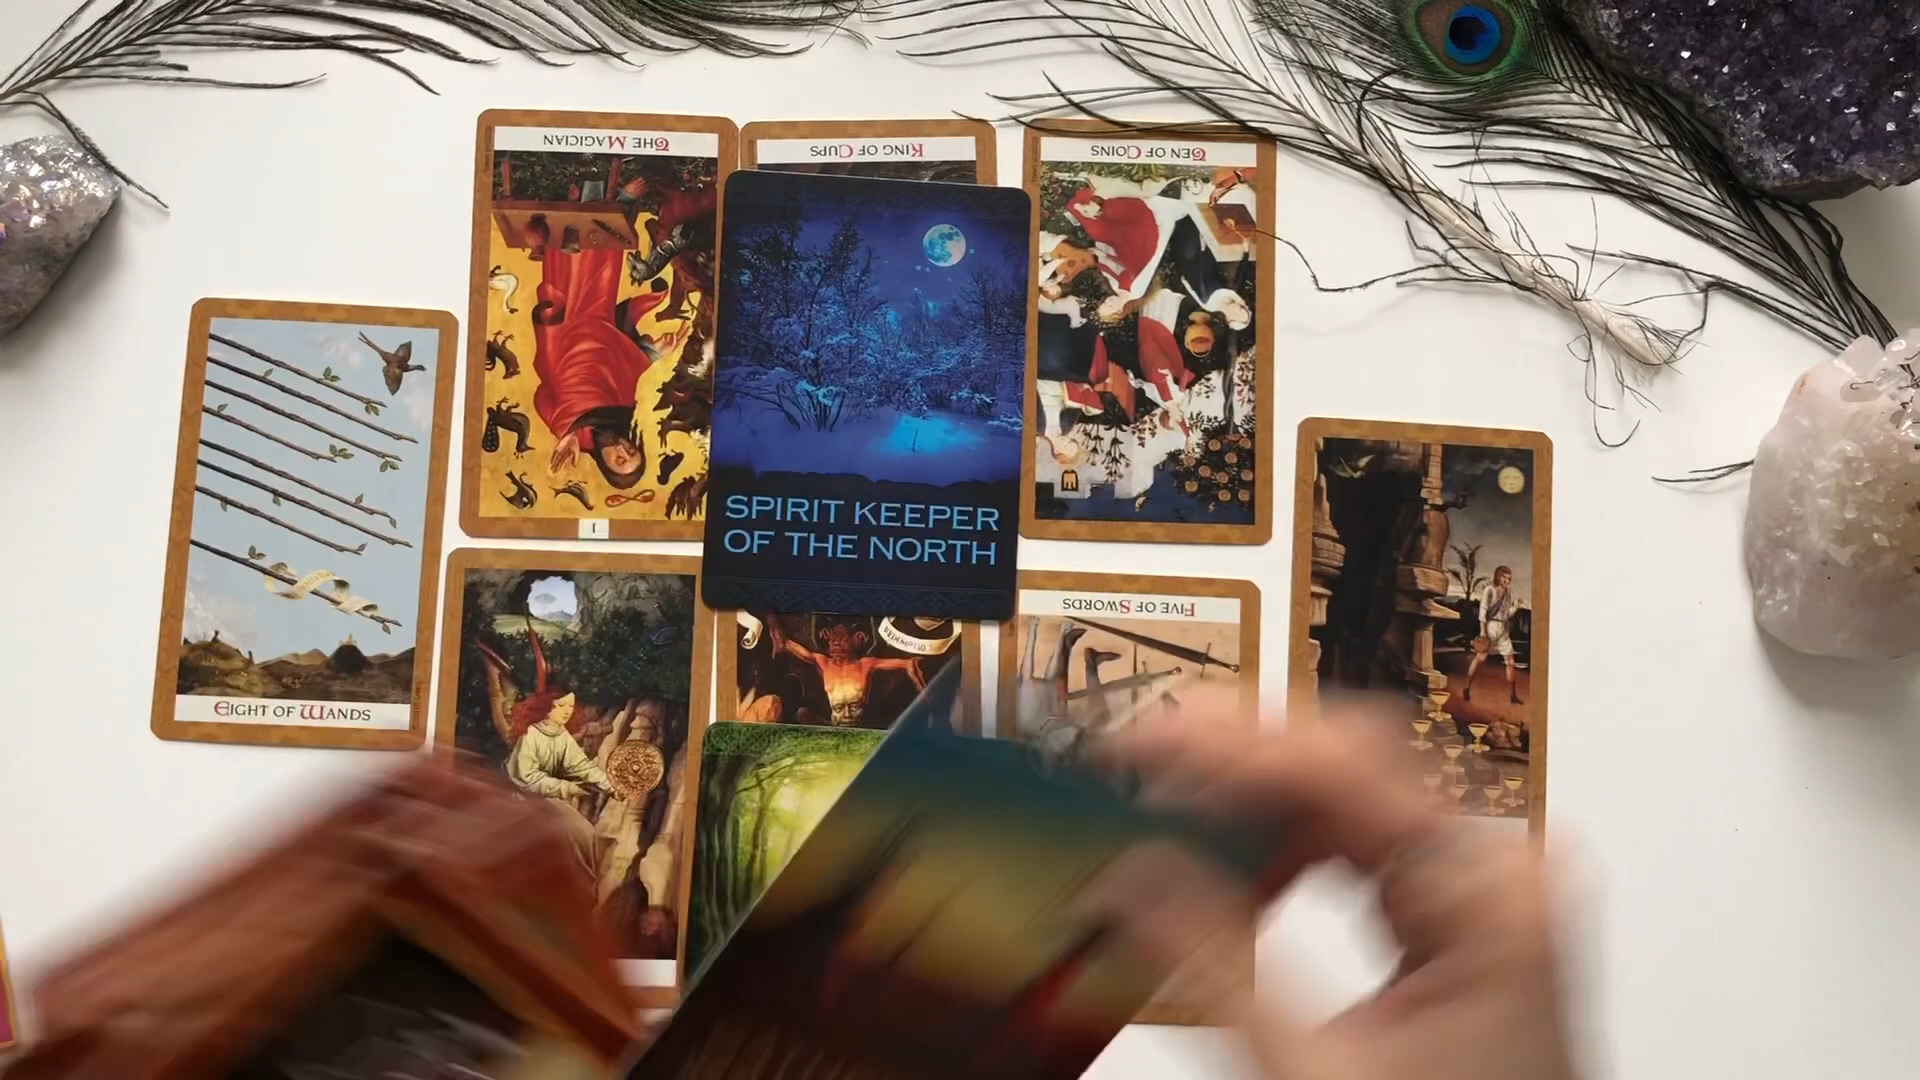 The Magician
King of Cups
Ten of Coins
I
SPIRIT KEEPER
OF THE NORTH
Eight of Wands
Five of Swords